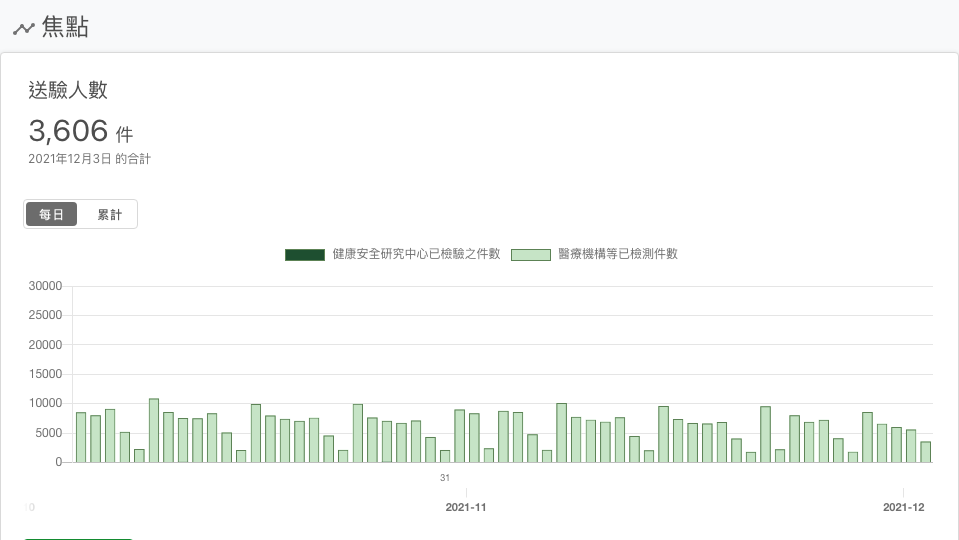 焦點
送驗人數
3,606 件
2021年12月3日 的合計
每日 累計
健康安全研究中心已檢驗之件數 醫療機構等已檢測件數
30000
25000
20000
15000
10000
5000
0
31
0 2021-11 2021-12